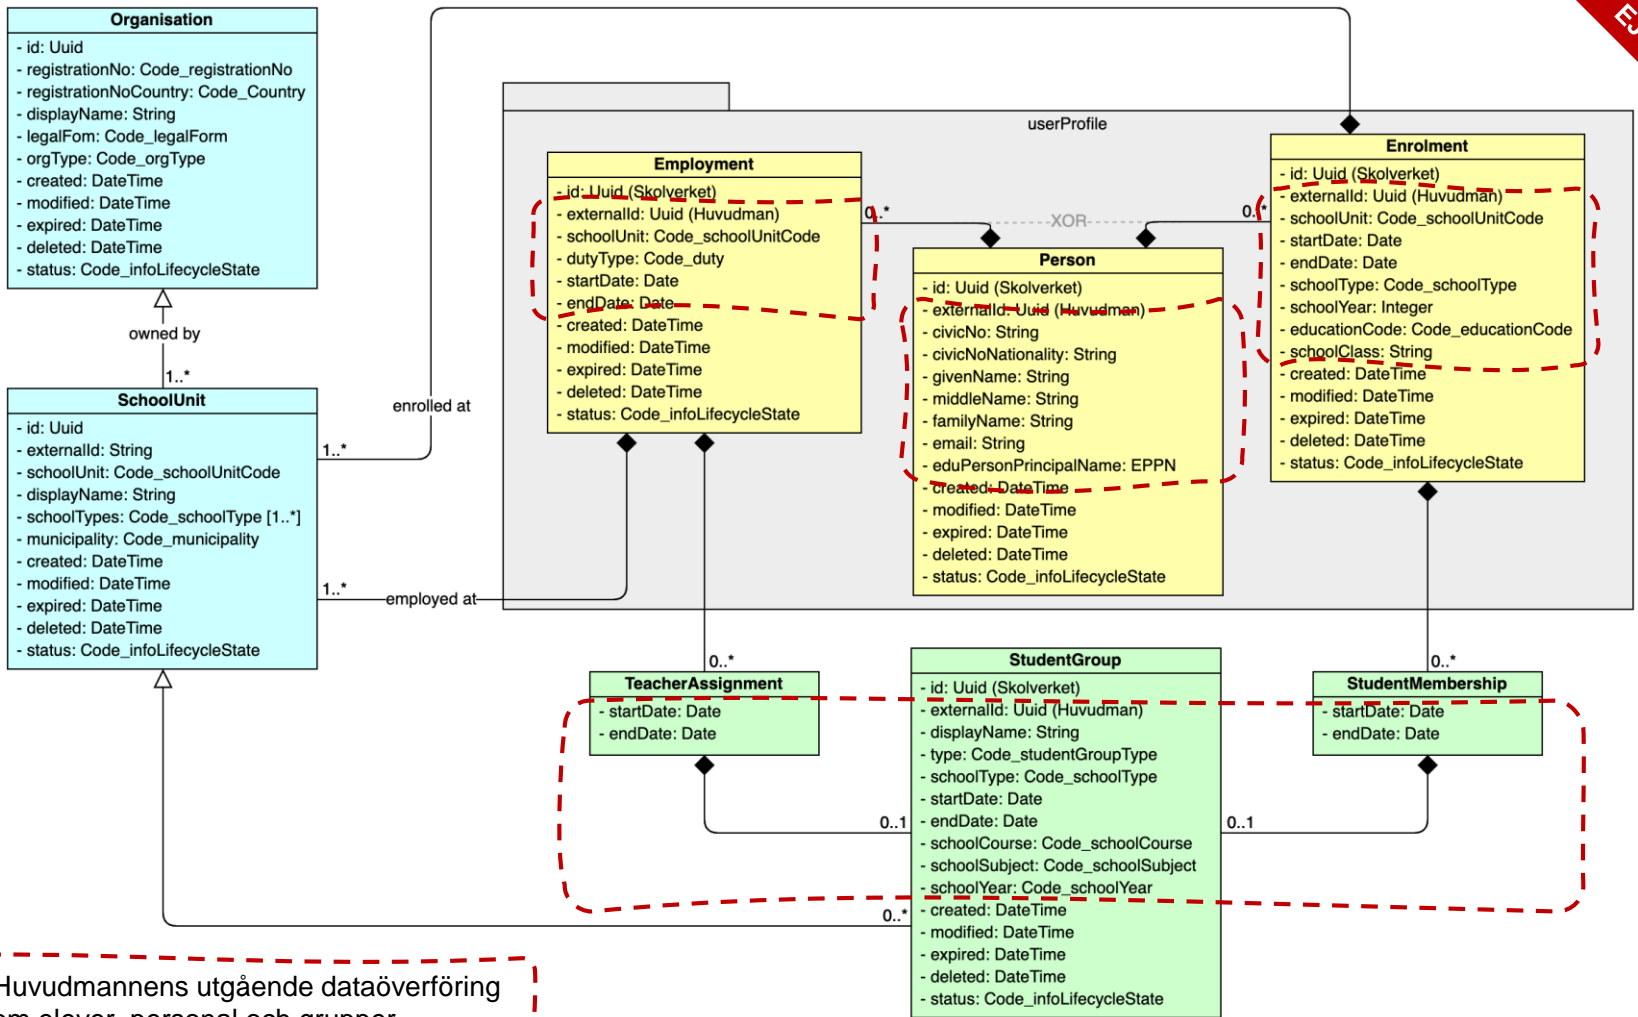 EJ
Organisation
- id: Uuid
- registrationNo: Code_registrationNo
- registrationNoCountry: Code_Country
- displayName: String
- legalFom: Code_legalForm
- orgType: Code_orgType
- created: DateTime
- modified: DateTime
- expired: DateTime
- deleted: DateTime
- status: Code_infoLifecycleState
owned by
1..*
SchoolUnit
- id: Uuid
- externalId: String
- schoolUnit: Code_schoolUnitCode
- displayName: String
- schoolTypes: Code_schoolType [1..*]
- municipality: Code_municipality
- created: DateTime
- modified: DateTime
- expired: DateTime
- deleted: DateTime
- status: Code_infoLifecycleState
enrolled at
1..*
1..*
employed at
userProfile
Employment
- id: Uuid (Skolverket)
- externalId: Uuid (Huvudman)
- schoolUnit: Code_schoolUnitCode
- dutyType: Code_duty
- startDate: Date
- endDate: Date
- created: DateTime
- modified: DateTime
- expired: DateTime
- deleted: DateTime
- status: Code_infoLifecycleState
0..*
XOR
0..*
Person
- id: Uuid (Skolverket)
- externalId: Uuid (Huvudman)
- civicNo: String
- civicNoNationality: String
- givenName: String
- middleName: String
- familyName: String
- email: String
- eduPersonPrincipalName: EPPN
- created: DateTime
- modified: DateTime
- expired: DateTime
- deleted: DateTime
- status: Code_infoLifecycleState
Enrolment
- id: Uuid (Skolverket)
- externalId: Uuid (Huvudman)
- schoolUnit: Code_schoolUnitCode
- startDate: Date
- endDate: Date
- schoolType: Code_schoolType
- schoolYear: Integer
- educationCode: Code_educationCode
- schoolClass: String
- created: DateTime
- modified: DateTime
- expired: DateTime
- deleted: DateTime
- status: Code_infoLifecycleState
0..*
TeacherAssignment
- startDate: Date
- endDate: Date
0..1
StudentGroup
- id: Uuid (Skolverket)
- externalId: Uuid (Huvudman)
- displayName: String
- type: Code_studentGroupType
- schoolType: Code_schoolType
- startDate: Date
- endDate: Date
- schoolCourse: Code_schoolCourse
- schoolSubject: Code_schoolSubject
- schoolYear: Code_schoolYear
- created: DateTime
- modified: DateTime
- expired: DateTime
- deleted: DateTime
- status: Code_infoLifecycleState
0..*
0..1
0..*
StudentMembership
- startDate: Date
- endDate: Date
Huvudmannens utgående dataöverföring
om elever, personal och grupper